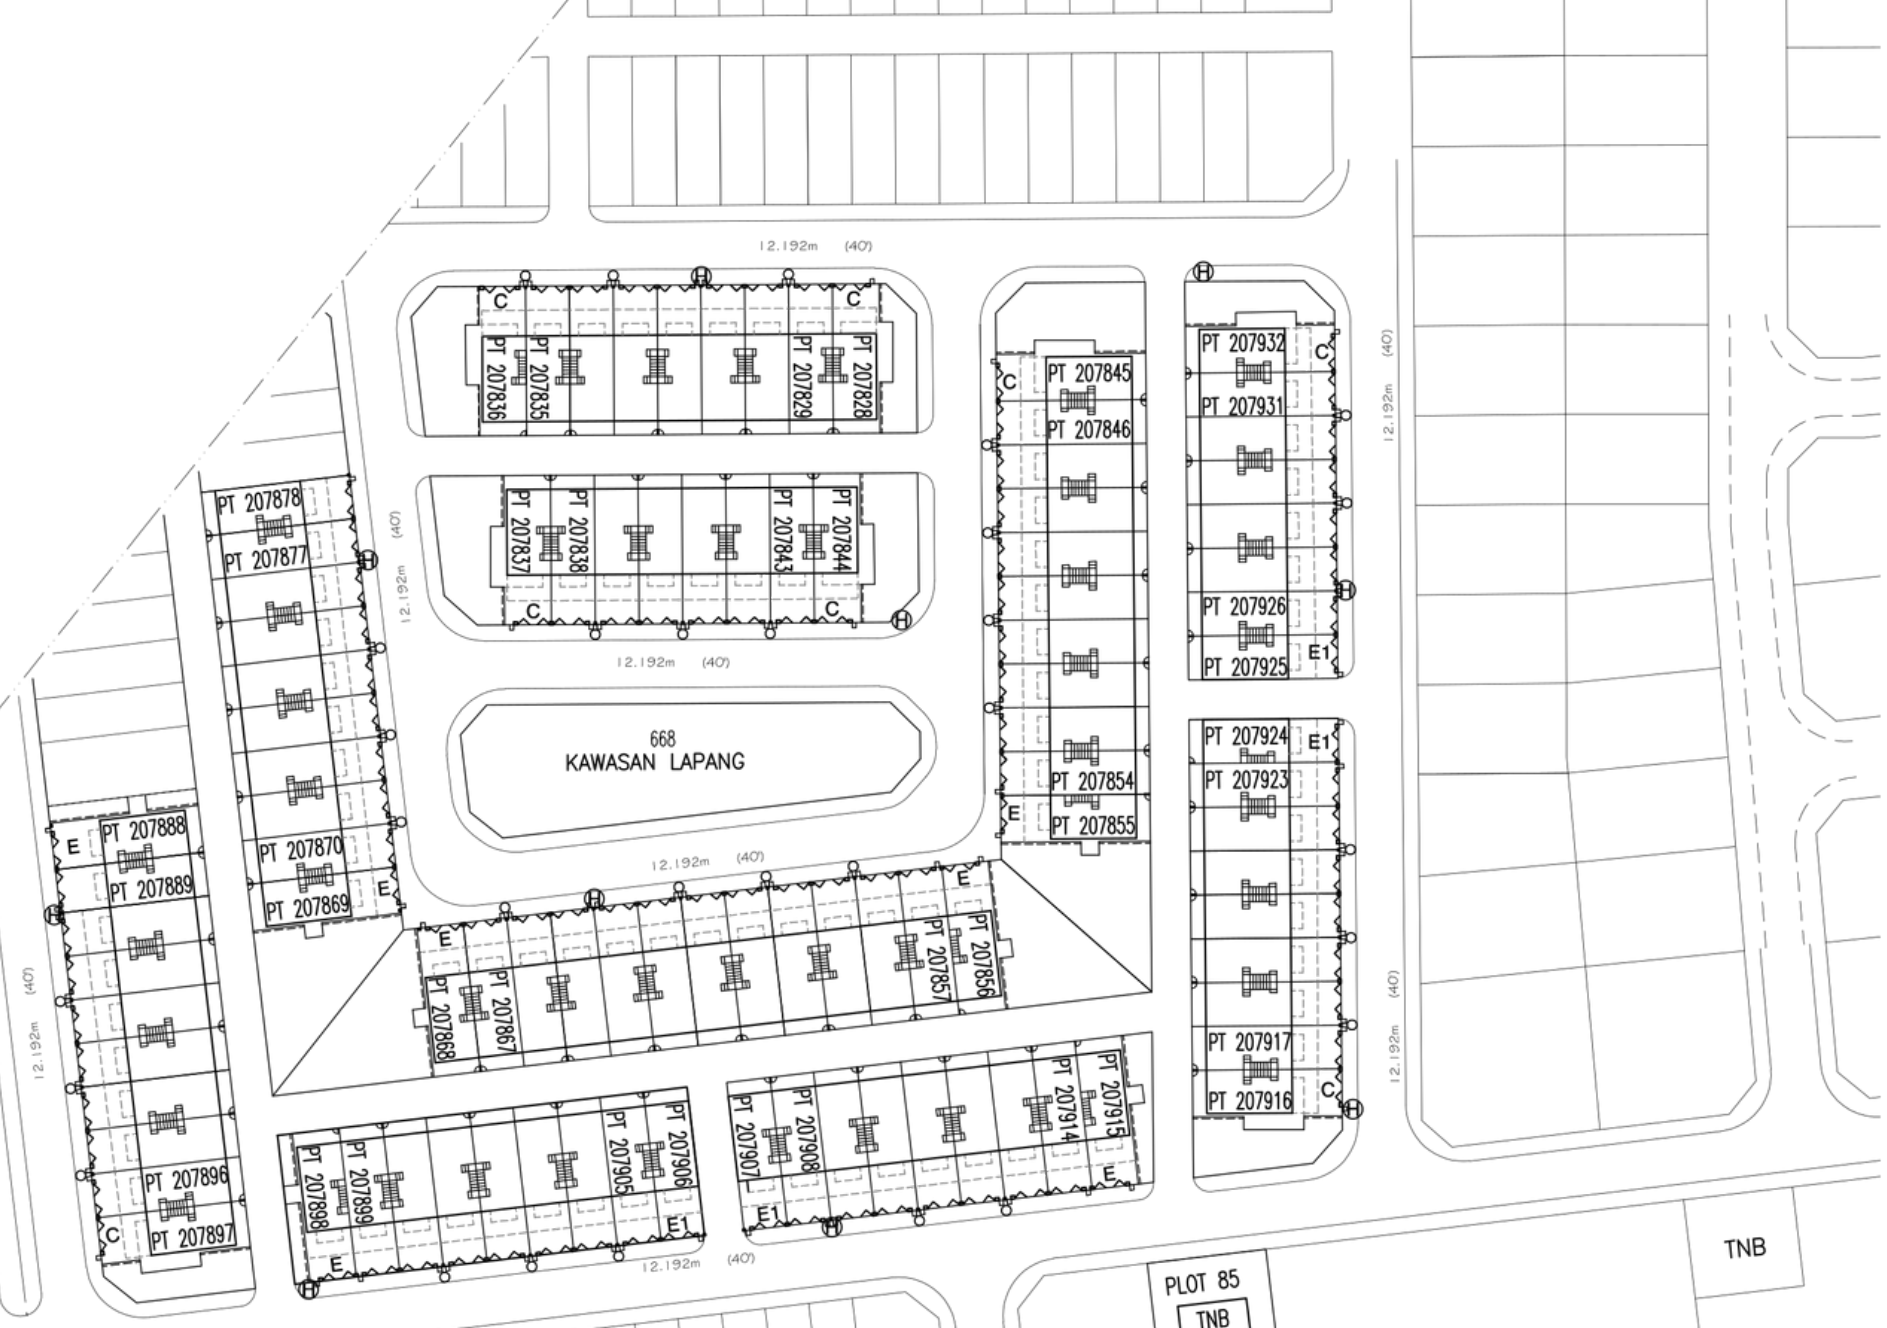 12.192m (40')
C
C
PT 207836
PT 207835
PT 207829
PT 207828
H
H
PT 207837
PT 207838
PT 207843
PT 207844
C
C
H
12.192m (40')
668
KAWASAN LAPANG
12.192m (40')
C
PT 207845
PT 207846
PT 207854
PT 207855
E
PT 207932
C
PT 207931
PT 207926
H
E1
PT 207925
12.192m (40')
PT 207924
E1
PT 207923
PT 207917
C
PT 207916
H
12.192m (40')
PT 207878
PT 207877
H
12.192m (40')
PT 207870
E
PT 207869
E
PT 207888
PT 207889
H
12.192m (40')
PT 207896
C
PT 207897
E
H
E
PT 207868
PT 207867
PT 207857
PT 207856
PT 207898
PT 207899
PT 207905
PT 207906
E
E1
H
PT 207907
PT 207908
PT 207914
PT 207915
E1
E
H
12.192m (40')
PLOT 85
TNB
TNB